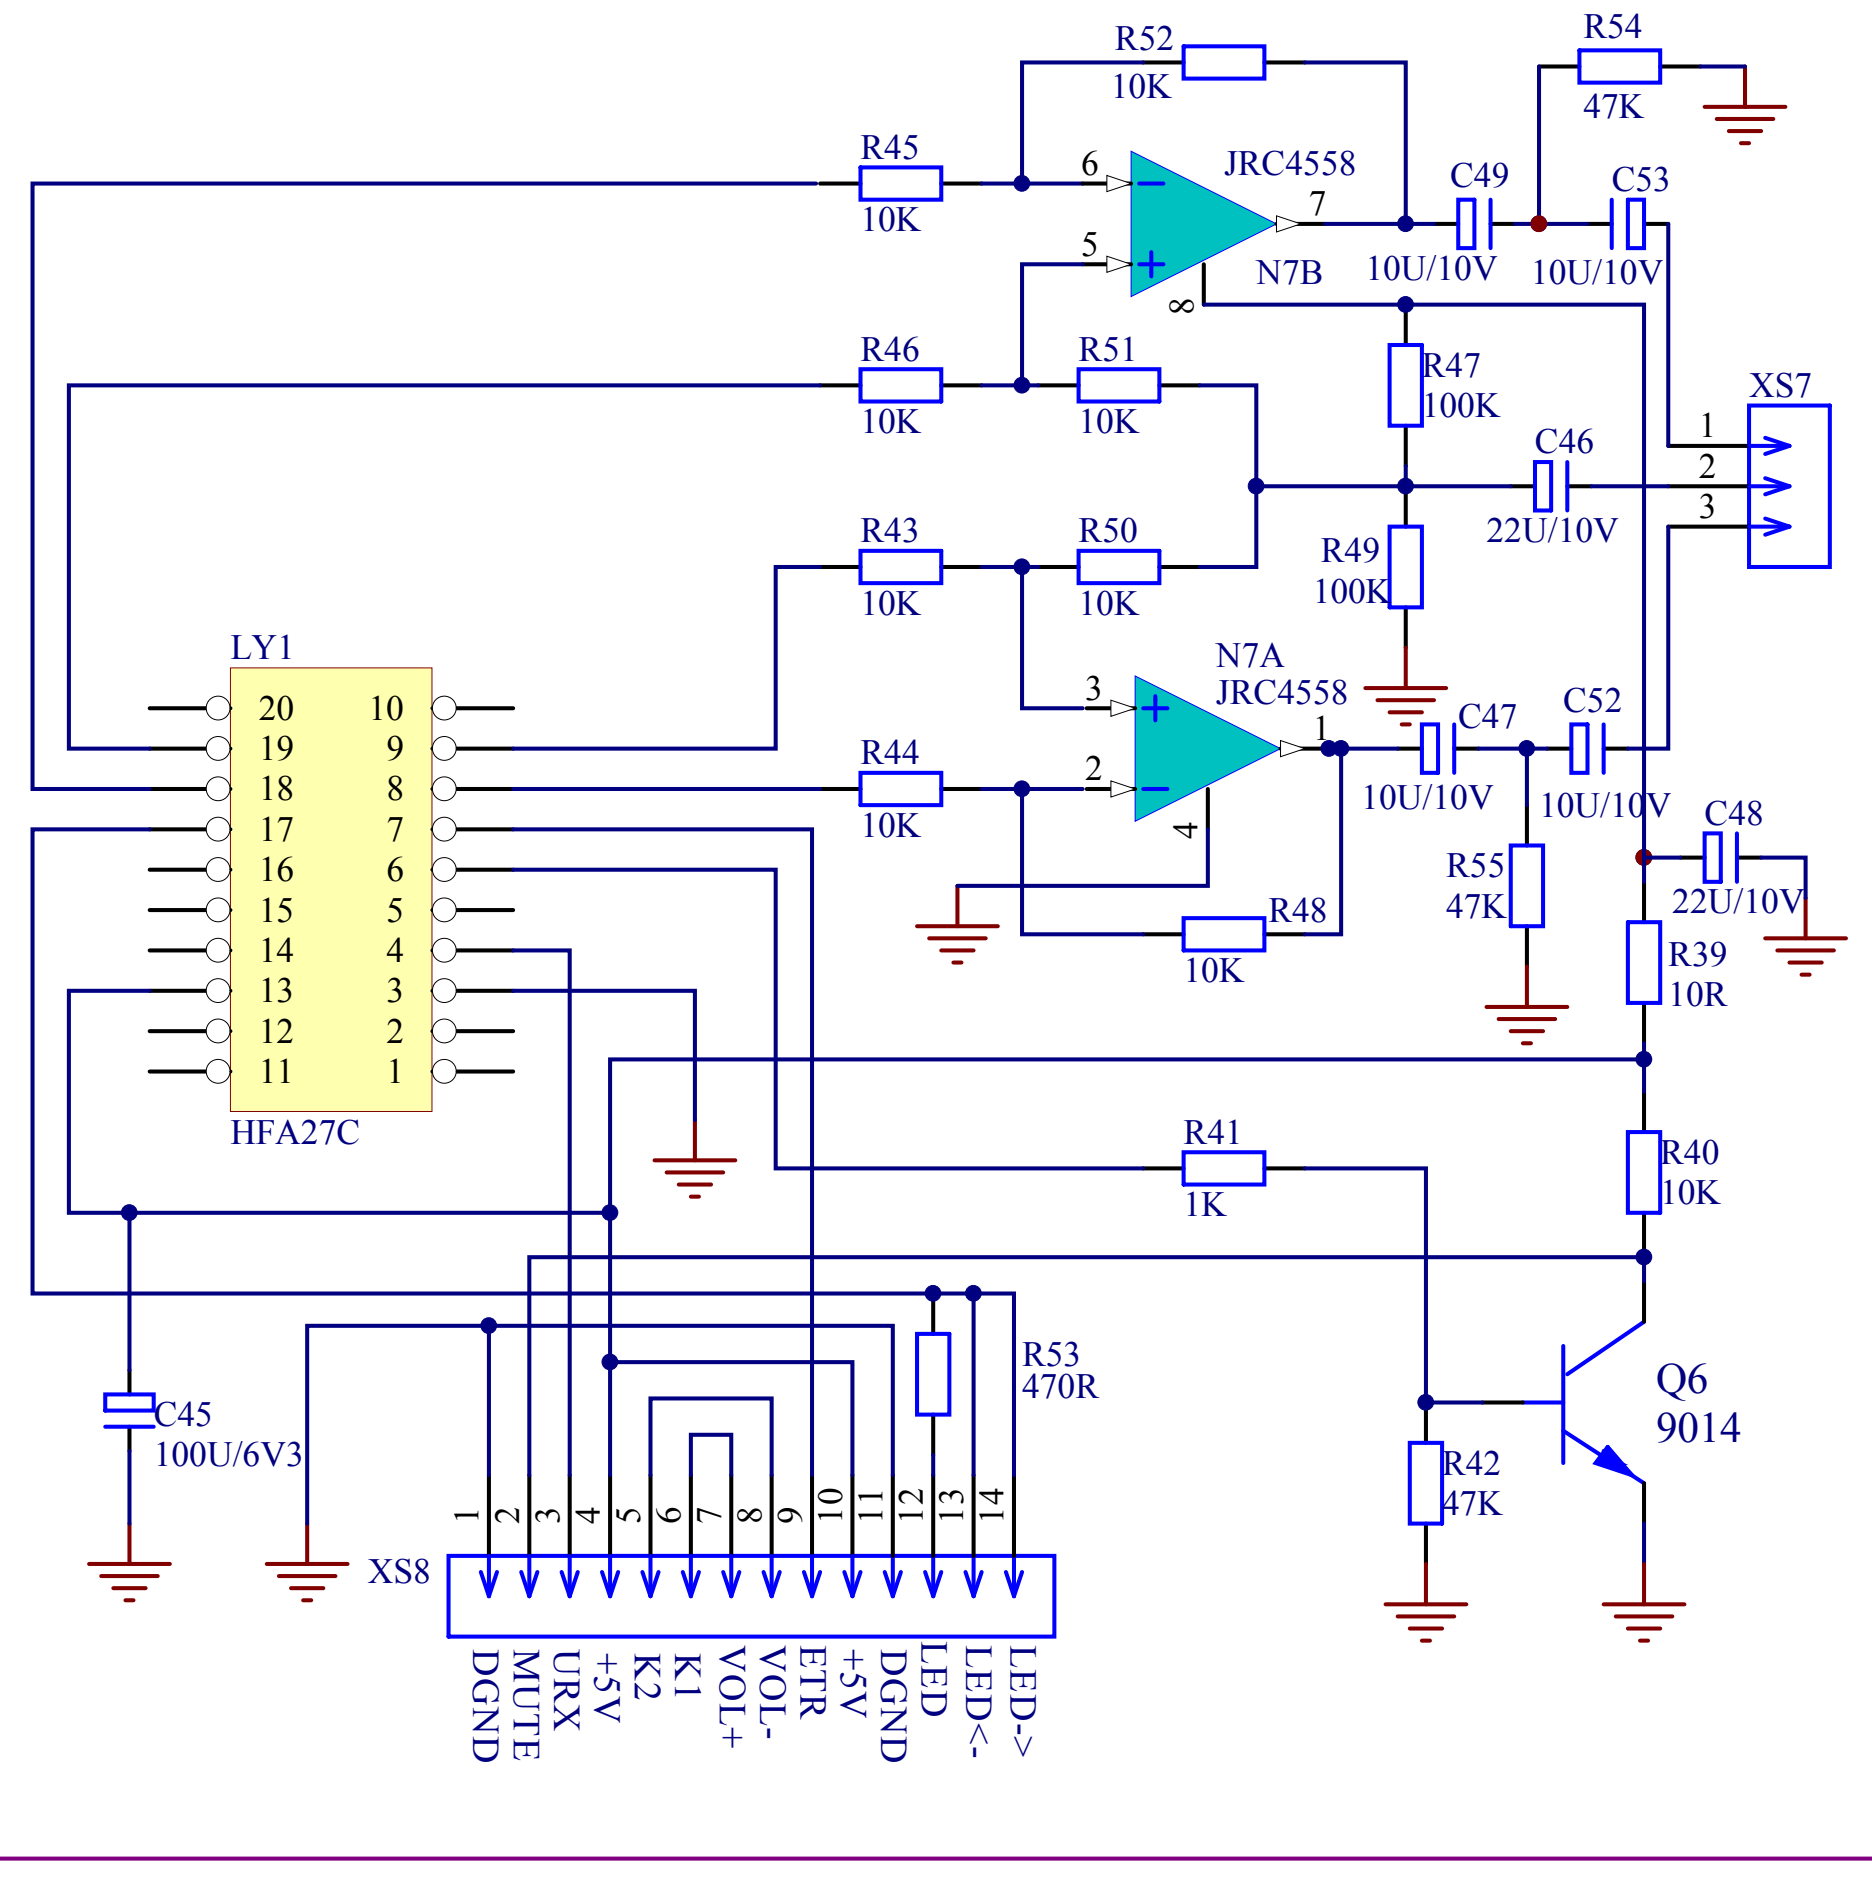 R52
10K
R54
47K
R45
10K
6
5
JRC4558
7
N7B
8
C49
10U/10V
C53
10U/10V
R46
10K
R51
10K
R47
100K
XS7
1
2
3
C46
22U/10V
R43
10K
R50
10K
R49
100K
N7A
JRC4558
3
2
1
4
R44
10K
C47
10U/10V
C52
10U/10V
R48
10K
R55
47K
C48
22U/10V
R39
10R
LY1
20 10
19 9
18 8
17 7
16 6
15 5
14 4
13 3
12 2
11 1
HFA27C
R41
1K
R40
10K
C45
100U/6V3
R53
470R
Q6
9014
R42
47K
1 2 3 4 5 6 7 8 9 10 11 12 13 14
XS8
DGND
MUTE
URX
+5V
K2
K1
VOL+
VOL-
ETR
+5V
DGND
LED
LED<-
LED->